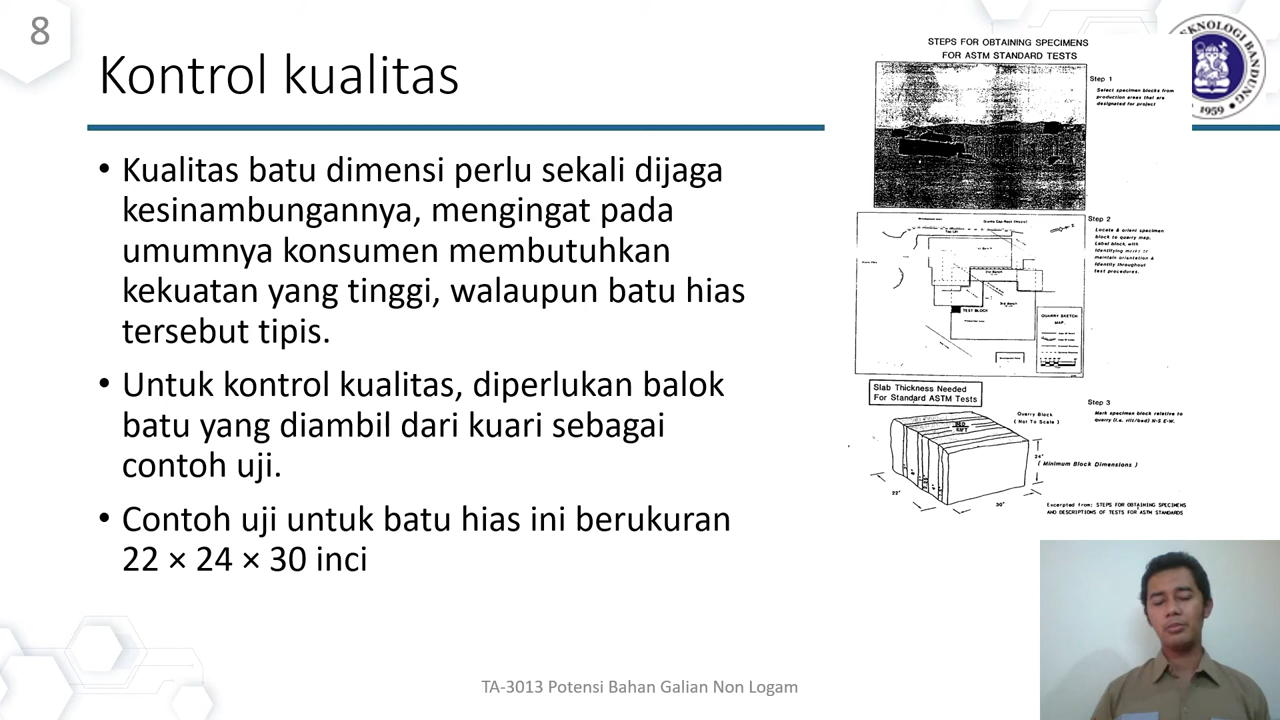 8
Kontrol kualitas
• Kualitas batu dimensi perlu sekali dijaga
kesinambungannya, mengingat pada
umumnya konsumen membutuhkan
kekuatan yang tinggi, walaupun batu hias
tersebut tipis.
• Untuk kontrol kualitas, diperlukan balok
batu yang diambil dari kuari sebagai
contoh uji.
• Contoh uji untuk batu hias ini berukuran
22 × 24 × 30 inci
STEPS FOR OBTAINING SPECIMENS
FOR ASTM STANDARD TESTS
Step 1
Select specimen blocks from
production areas that are
designated for project
Step 2
Locate & orient specimen
block to quarry map.
Label block with
identifying marks to
maintain orientation &
identity throughout
test procedures.
TEST BLOCK
QUARRY SKETCH
MAP.
Slab Thickness Needed
For Standard ASTM Tests
Quarry Block
( Not To Scale )
Step 3
Mark specimen block relative to
quarry (i.e. rift/bed) N-S E-W.
BED
RIFT
24"
( Minimum Block Dimensions )
22"
30"
Excerpted from: STEPS FOR OBTAINING SPECIMENS
AND DESCRIPTIONS OF TESTS FOR ASTM STANDARDS
KNOLOGI BANDUNG
1959
TA-3013 Potensi Bahan Galian Non Logam